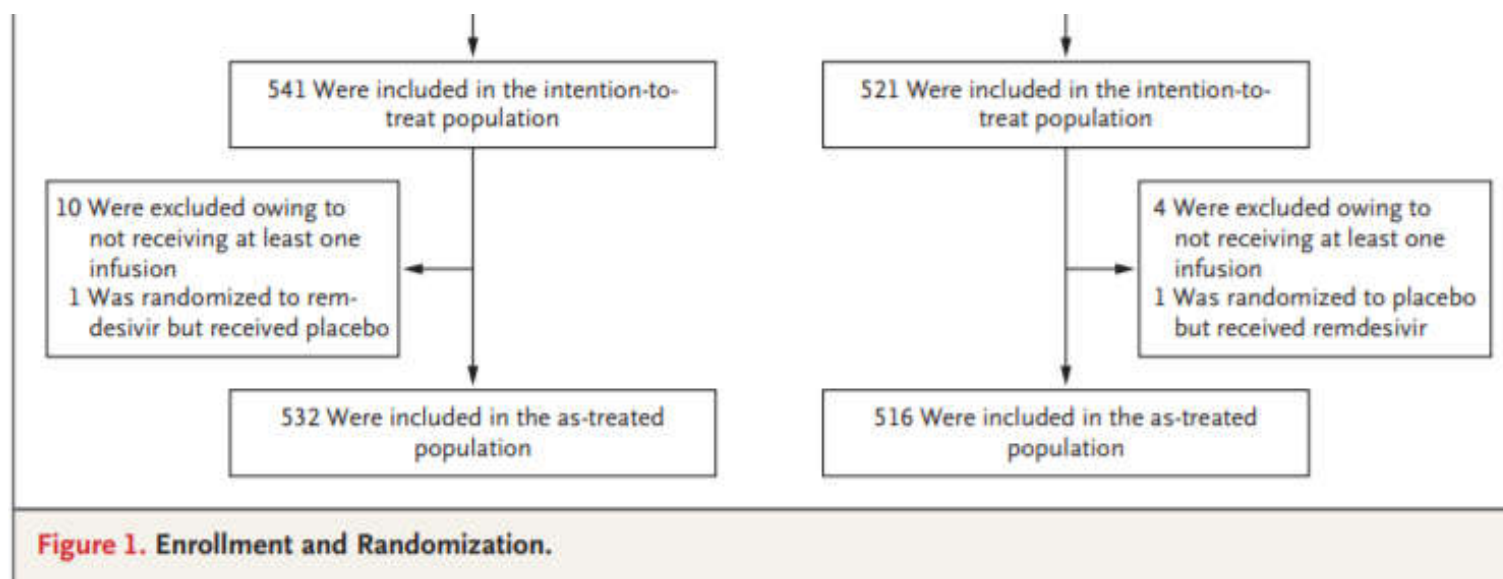 541 Were included in the intention-to-
treat population
521 Were included in the intention-to-
treat population
10 Were excluded owing to
not receiving at least one
infusion
1 Was randomized to rem-
desivir but received placebo
4 Were excluded owing to
not receiving at least one
infusion
1 Was randomized to placebo
but received remdesivir
532 Were included in the as-treated
population
516 Were included in the as-treated
population
Figure 1. Enrollment and Randomization.